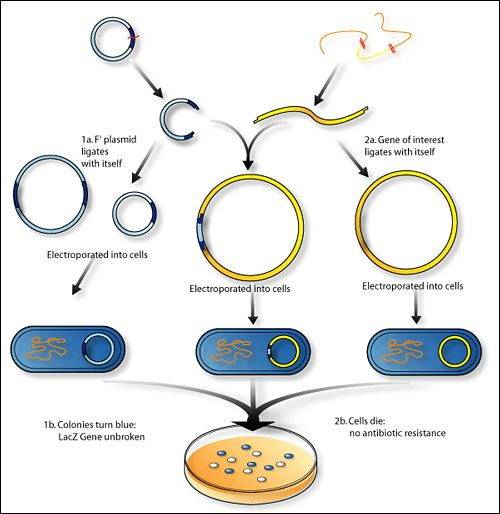 1a. F' plasmid
ligates
with itself
2a. Gene of interest
ligates with itself
Electroporated into cells
Electroporated into cells
Electroporated into cells
1b. Colonies turn blue:
LacZ Gene unbroken
2b. Cells die:
no antibiotic resistance